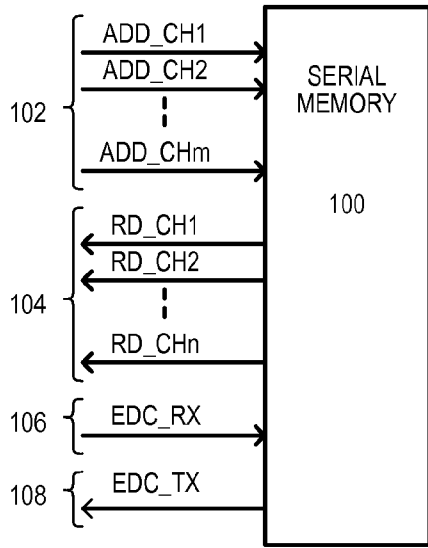 ADD_CH1
ADD_CH2
102
ADD_CHm
SERIAL
MEMORY
100
RD_CH1
RD_CH2
104
RD_CHn
106
EDC_RX
108
EDC_TX